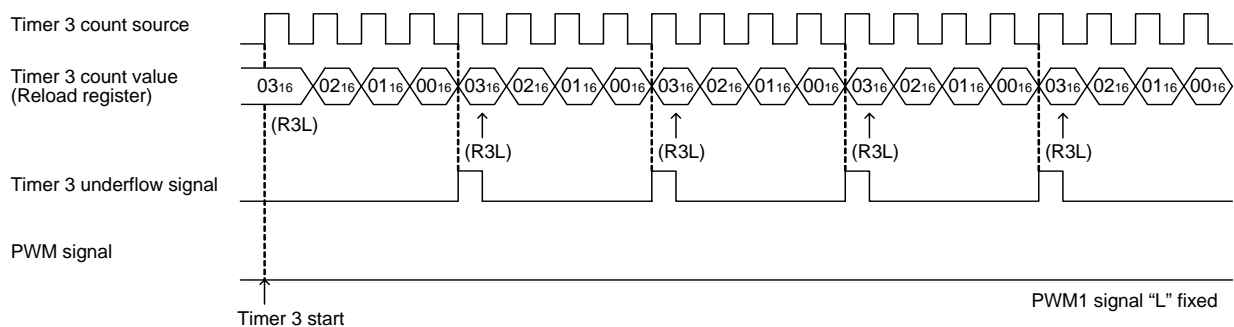 Timer 3 count source
Timer 3 count value
(Reload register)
03₁₆ 02₁₆ 01₁₆ 00₁₆ 03₁₆ 02₁₆ 01₁₆ 00₁₆ 03₁₆ 02₁₆ 01₁₆ 00₁₆ 03₁₆ 02₁₆ 01₁₆ 00₁₆ 03₁₆ 02₁₆ 01₁₆ 00₁₆
(R3L)
(R3L) (R3L) (R3L) (R3L)
Timer 3 underflow signal
PWM signal
PWM1 signal “L” fixed
Timer 3 start